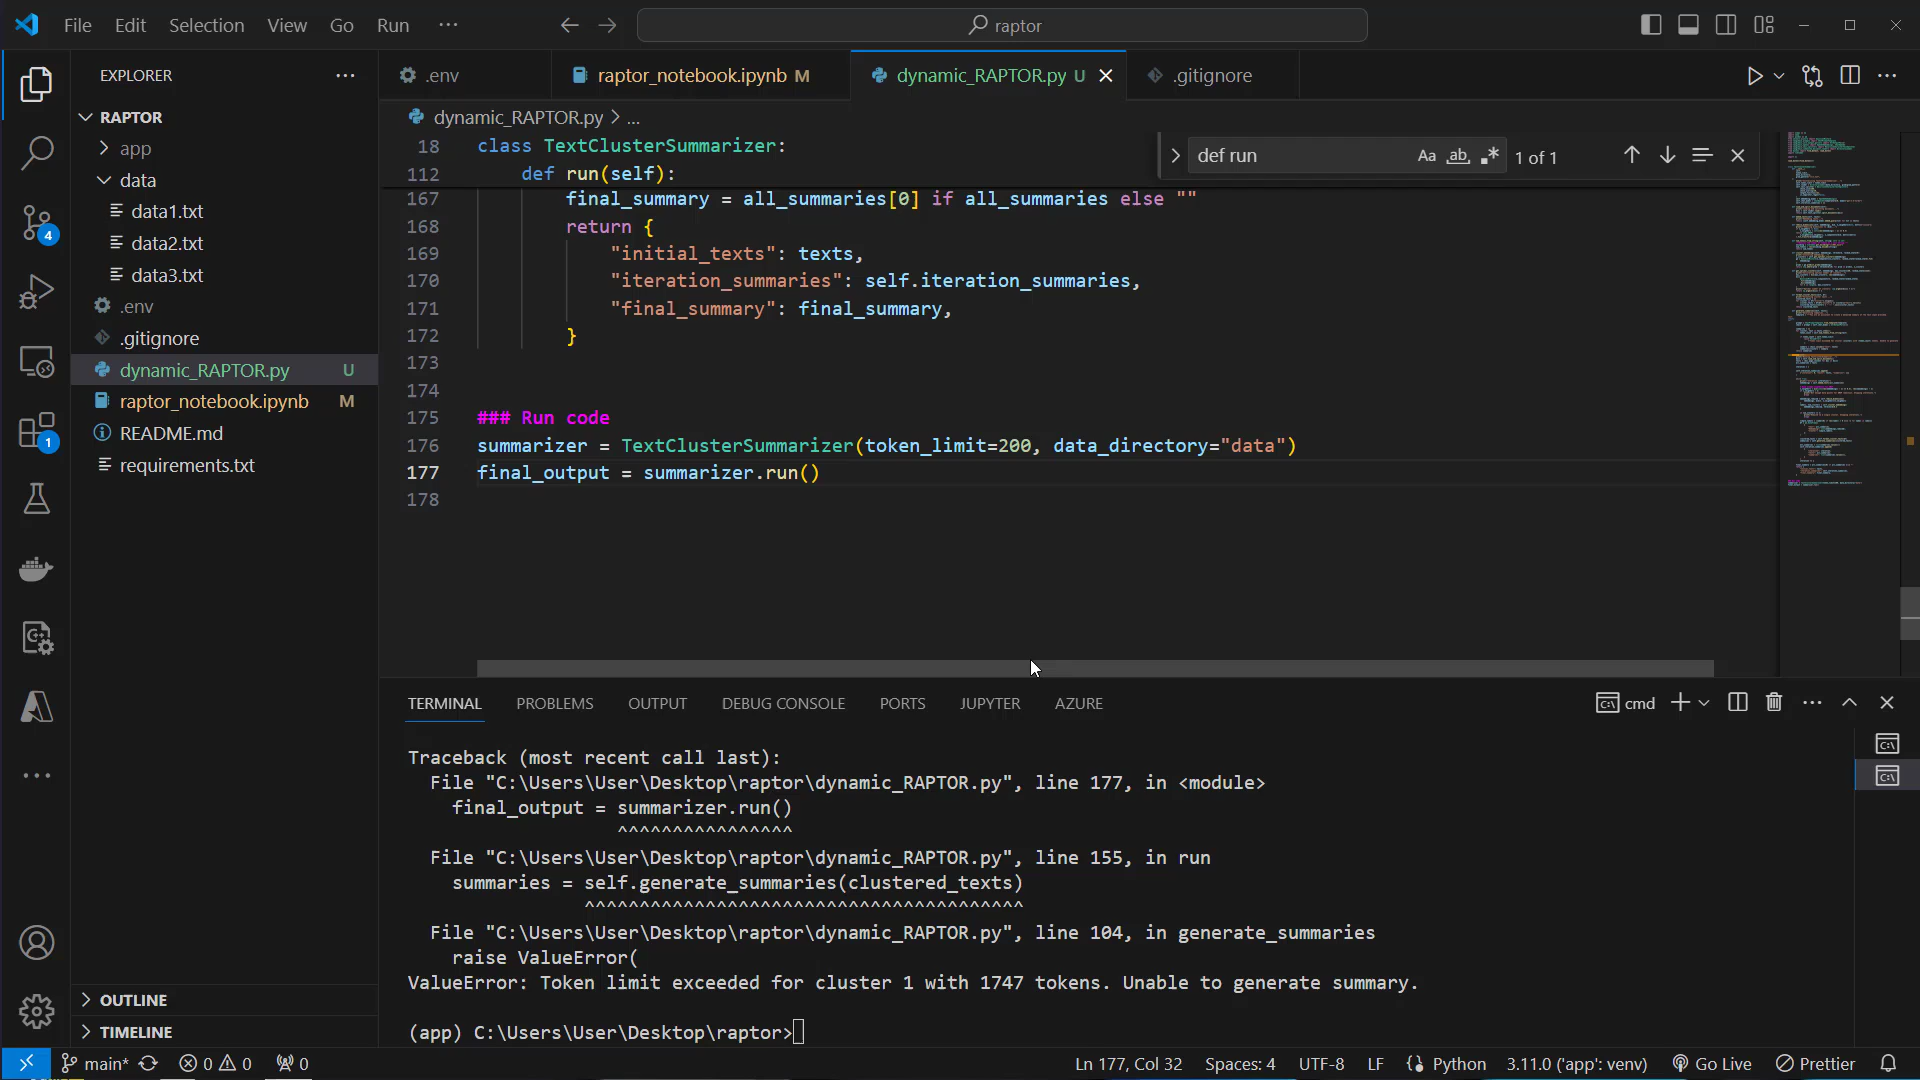 File Edit Selection View Go Run ···
raptor
EXPLORER
RAPTOR
app
data
data1.txt
data2.txt
data3.txt
.env
.gitignore
dynamic_RAPTOR.py U
raptor_notebook.ipynb M
README.md
requirements.txt
OUTLINE
TIMELINE
4
1
.env
raptor_notebook.ipynb M
dynamic_RAPTOR.py U
.gitignore
dynamic_RAPTOR.py > ...
def run
Aa ab 1 of 1
18 class TextClusterSummarizer:
112 def run(self):
167 final_summary = all_summaries[0] if all_summaries else ""
168 return {
169 "initial_texts": texts,
170 "iteration_summaries": self.iteration_summaries,
171 "final_summary": final_summary,
172 }
173
174
175 ### Run code
176 summarizer = TextClusterSummarizer(token_limit=200, data_directory="data")
177 final_output = summarizer.run()
178
TERMINAL PROBLEMS OUTPUT DEBUG CONSOLE PORTS JUPYTER AZURE
cmd
Traceback (most recent call last):
File "C:\Users\User\Desktop\raptor\dynamic_RAPTOR.py", line 177, in <module>
final_output = summarizer.run()
^^^^^^^^^^^^^^^^
File "C:\Users\User\Desktop\raptor\dynamic_RAPTOR.py", line 155, in run
summaries = self.generate_summaries(clustered_texts)
^^^^^^^^^^^^^^^^^^^^^^^^^^^^^^^^^^^^^^^^
File "C:\Users\User\Desktop\raptor\dynamic_RAPTOR.py", line 104, in generate_summaries
raise ValueError(
ValueError: Token limit exceeded for cluster 1 with 1747 tokens. Unable to generate summary.
(app) C:\Users\User\Desktop\raptor>
main* 0 0 0
Ln 177, Col 32 Spaces: 4 UTF-8 LF Python 3.11.0 ('app': venv) Go Live Prettier